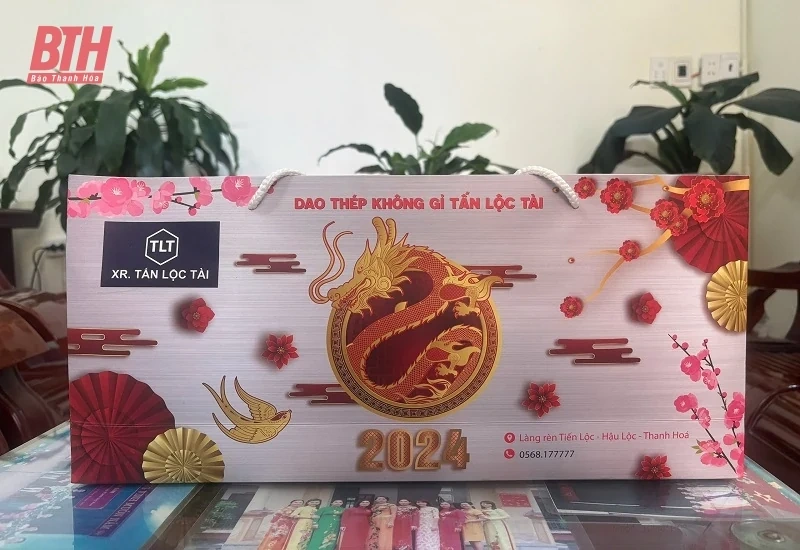 BTH
Báo Thanh Hóa
DAO THÉP KHÔNG GỈ TẤN LỘC TÀI
TLT
XR. TẤN LỘC TÀI
2024
Làng rèn Tiến Lộc - Hậu Lộc - Thanh Hoá
0568.177777